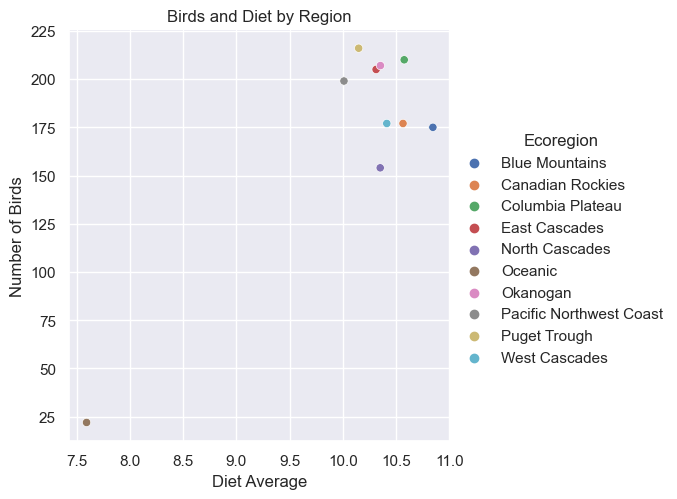 Birds and Diet by Region
225
200
175
150
125
100
75
50
25
Number of Birds
7.5 8.0 8.5 9.0 9.5 10.0 10.5 11.0
Diet Average
Ecoregion
Blue Mountains
Canadian Rockies
Columbia Plateau
East Cascades
North Cascades
Oceanic
Okanogan
Pacific Northwest Coast
Puget Trough
West Cascades